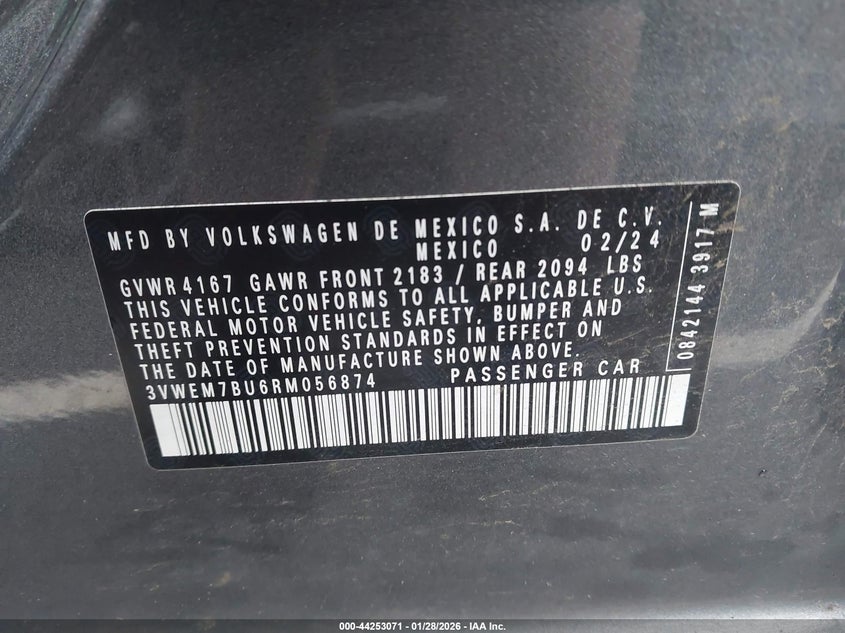 MFD BY VOLKSWAGEN DE MEXICO S.A. DE C.V.
MEXICO 02/24
GVWR 4167 GAWR FRONT 2183 / REAR 2094 LBS
THIS VEHICLE CONFORMS TO ALL APPLICABLE U.S.
FEDERAL MOTOR VEHICLE SAFETY, BUMPER AND
THEFT PREVENTION STANDARDS IN EFFECT ON
THE DATE OF MANUFACTURE SHOWN ABOVE.
3VWEM7BU6RM056874 PASSENGER CAR
0842144 3917 M
000-44253071 - 01/28/2026 - IAA Inc.